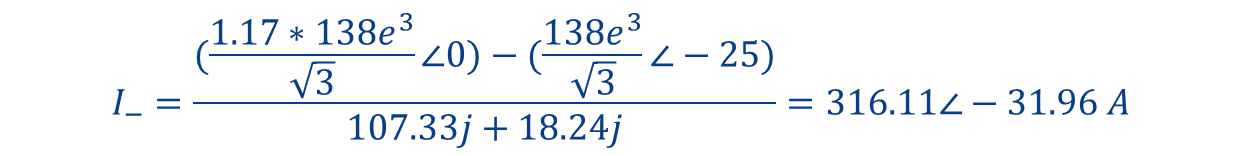 I_ = ((1.17 * 138e^3)/√3 ∠0) − ((138e^3)/√3 ∠ − 25) / (107.33j + 18.24j) = 316.11∠ − 31.96 A